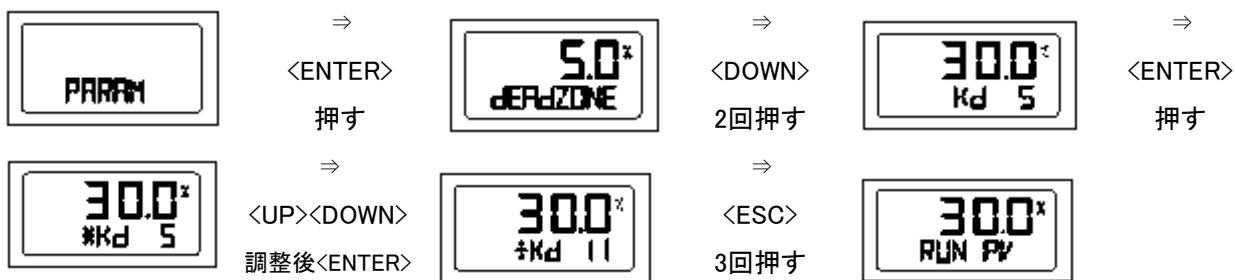 ⇒ ⇒ ⇒
PARAM <ENTER> 5.0% <DOWN> 30.0% <ENTER>
押す dEAdZONE 2回押す Kd 5 押す
⇒ ⇒
30.0% <UP><DOWN> 30.0% <ESC> 30.0%
*Kd 5 調整後<ENTER> *Kd 11 3回押す RUN PV